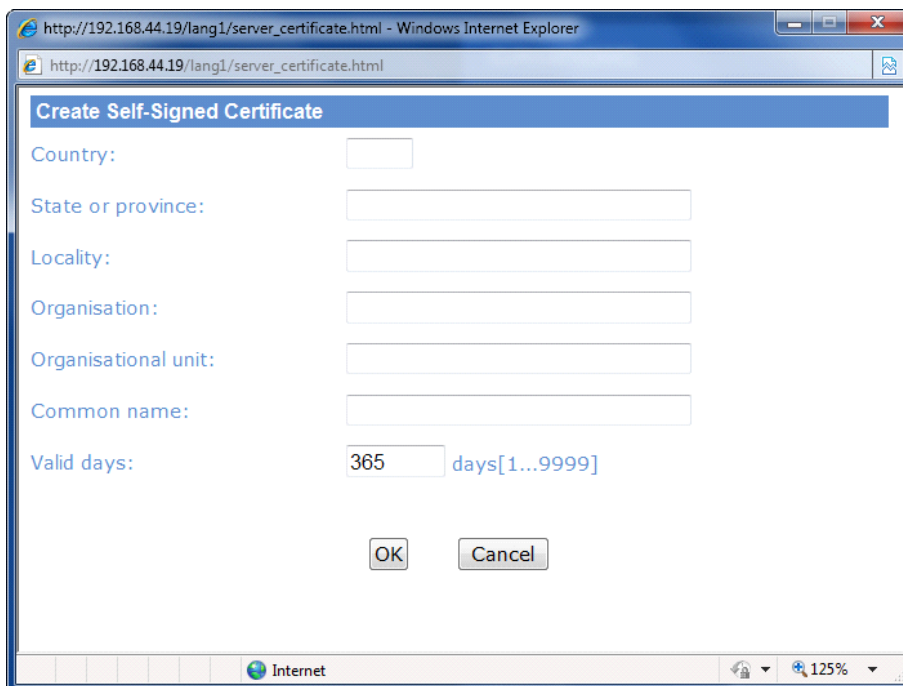 http://192.168.44.19/lang1/server_certificate.html - Windows Internet Explorer
http://192.168.44.19/lang1/server_certificate.html
Create Self-Signed Certificate
Country:
State or province:
Locality:
Organisation:
Organisational unit:
Common name:
Valid days: 365 days[1...9999]
OK Cancel
Internet 125%